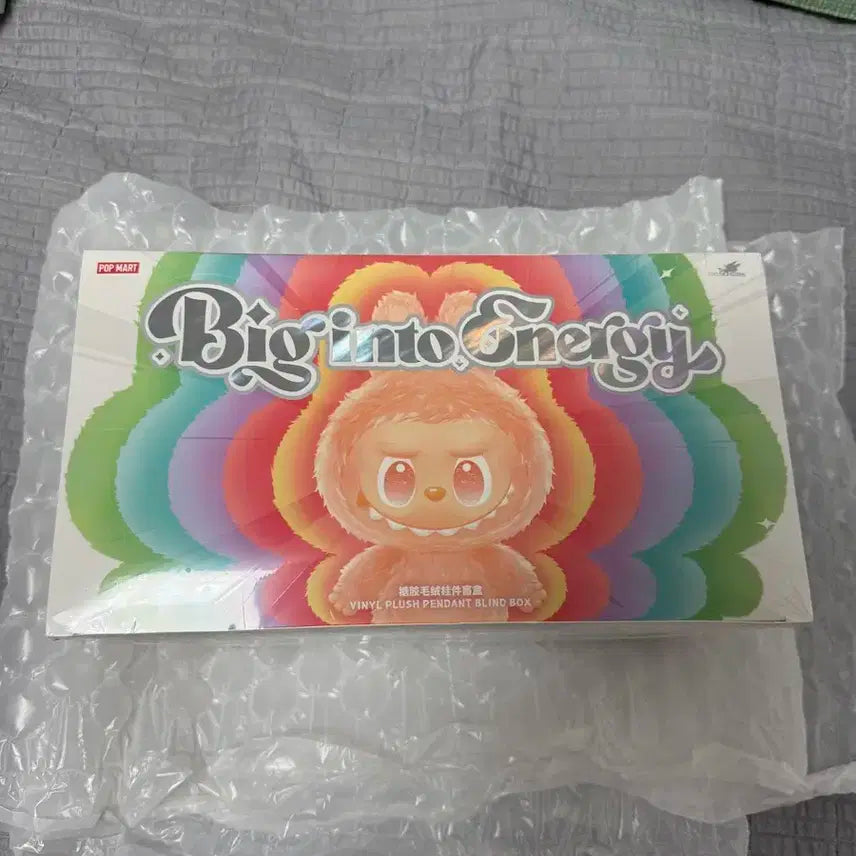 POP MART
Big into Energy
搪胶毛绒挂件盲盒
VINYL PLUSH PENDANT BLIND BOX